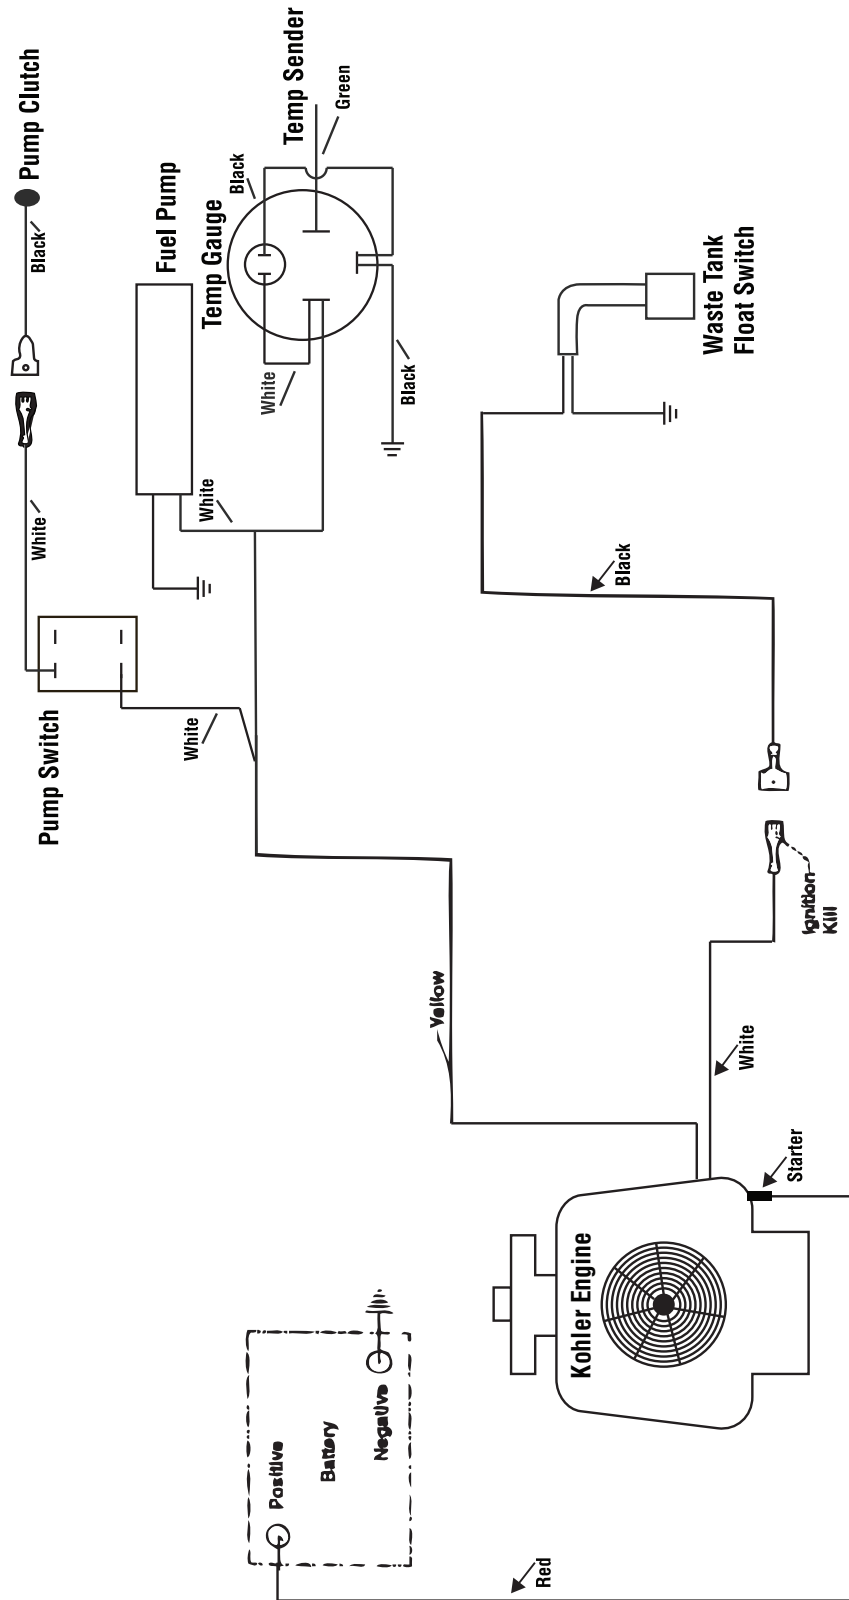 Pump Clutch
Black
White
Pump Switch
White
Fuel Pump
White
Temp Gauge
Black
Temp Sender
Green
White
Black
Waste Tank
Float Switch
Black
Ignition
Kill
White
Yellow
Starter
Kohler Engine
Positive
Battery
Negative
Red